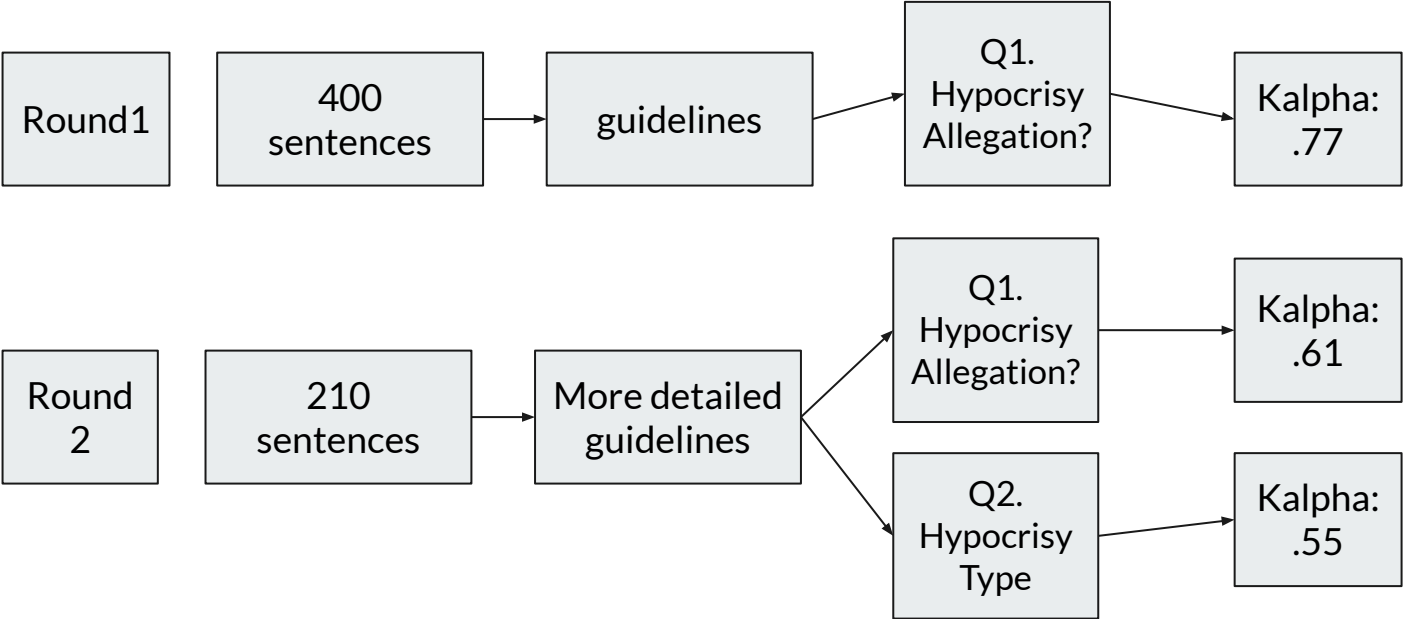 Round1
400
sentences
guidelines
Q1.
Hypocrisy
Allegation?
Kalpha:
.77
Round
2
210
sentences
More detailed
guidelines
Q1.
Hypocrisy
Allegation?
Kalpha:
.61
Q2.
Hypocrisy
Type
Kalpha:
.55